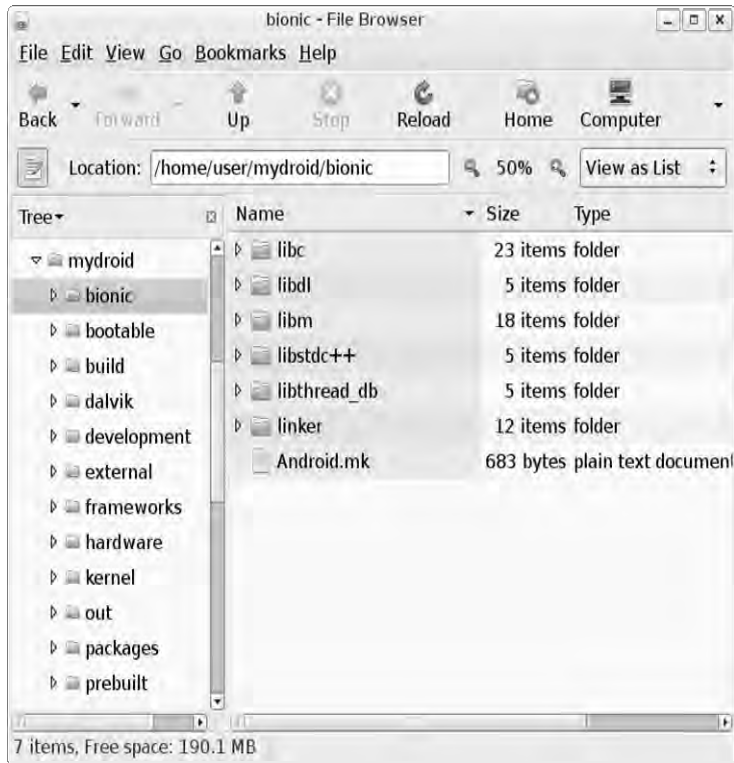 bionic - File Browser
File Edit View Go Bookmarks Help
Back Forward Up Stop Reload Home Computer
Location: /home/user/mydroid/bionic 50% View as List
Tree Name Size Type
mydroid
bionic
bootable
build
dalvik
development
external
frameworks
hardware
kernel
out
packages
prebuilt
libc 23 items folder
libdl 5 items folder
libm 18 items folder
libstdc++ 5 items folder
libthread_db 5 items folder
linker 12 items folder
Android.mk 683 bytes plain text document
7 items, Free space: 190.1 MB